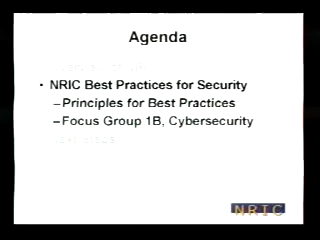 Agenda
• NRIC Best Practices for Security
–Principles for Best Practices
–Focus Group 1B, Cybersecurity
NRIC